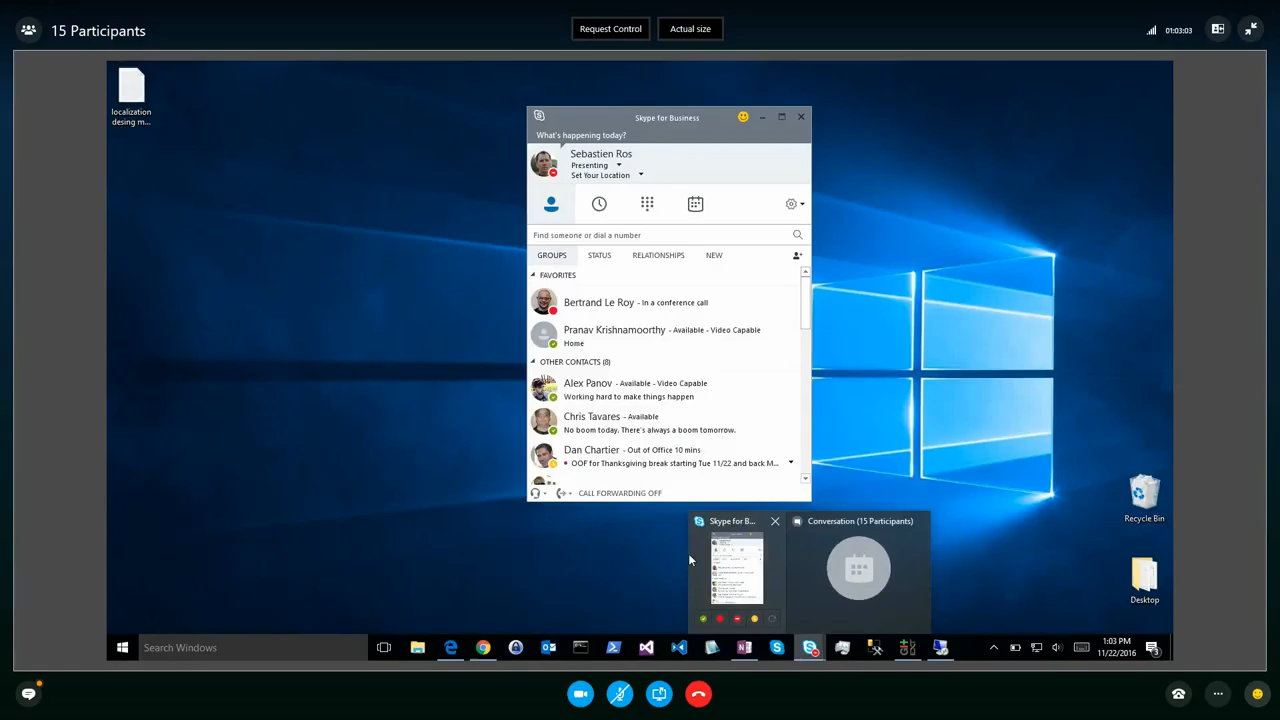 15 Participants
Request Control
Actual size
01:03:03
localization
desing m...
Skype for Business
What's happening today?
Sebastien Ros
Presenting
Set Your Location
Find someone or dial a number
GROUPS STATUS RELATIONSHIPS NEW
FAVORITES
Bertrand Le Roy - In a conference call
Pranav Krishnamoorthy - Available - Video Capable
Home
OTHER CONTACTS (8)
Alex Panov - Available - Video Capable
Working hard to make things happen
Chris Tavares - Available
No boom today. There's always a boom tomorrow.
Dan Chartier - Out of Office 10 mins
OOF for Thanksgiving break starting Tue 11/22 and back M...
CALL FORWARDING OFF
Recycle Bin
Skype for B...
Conversation (15 Participants)
Desktop
Search Windows
1:03 PM
11/22/2016